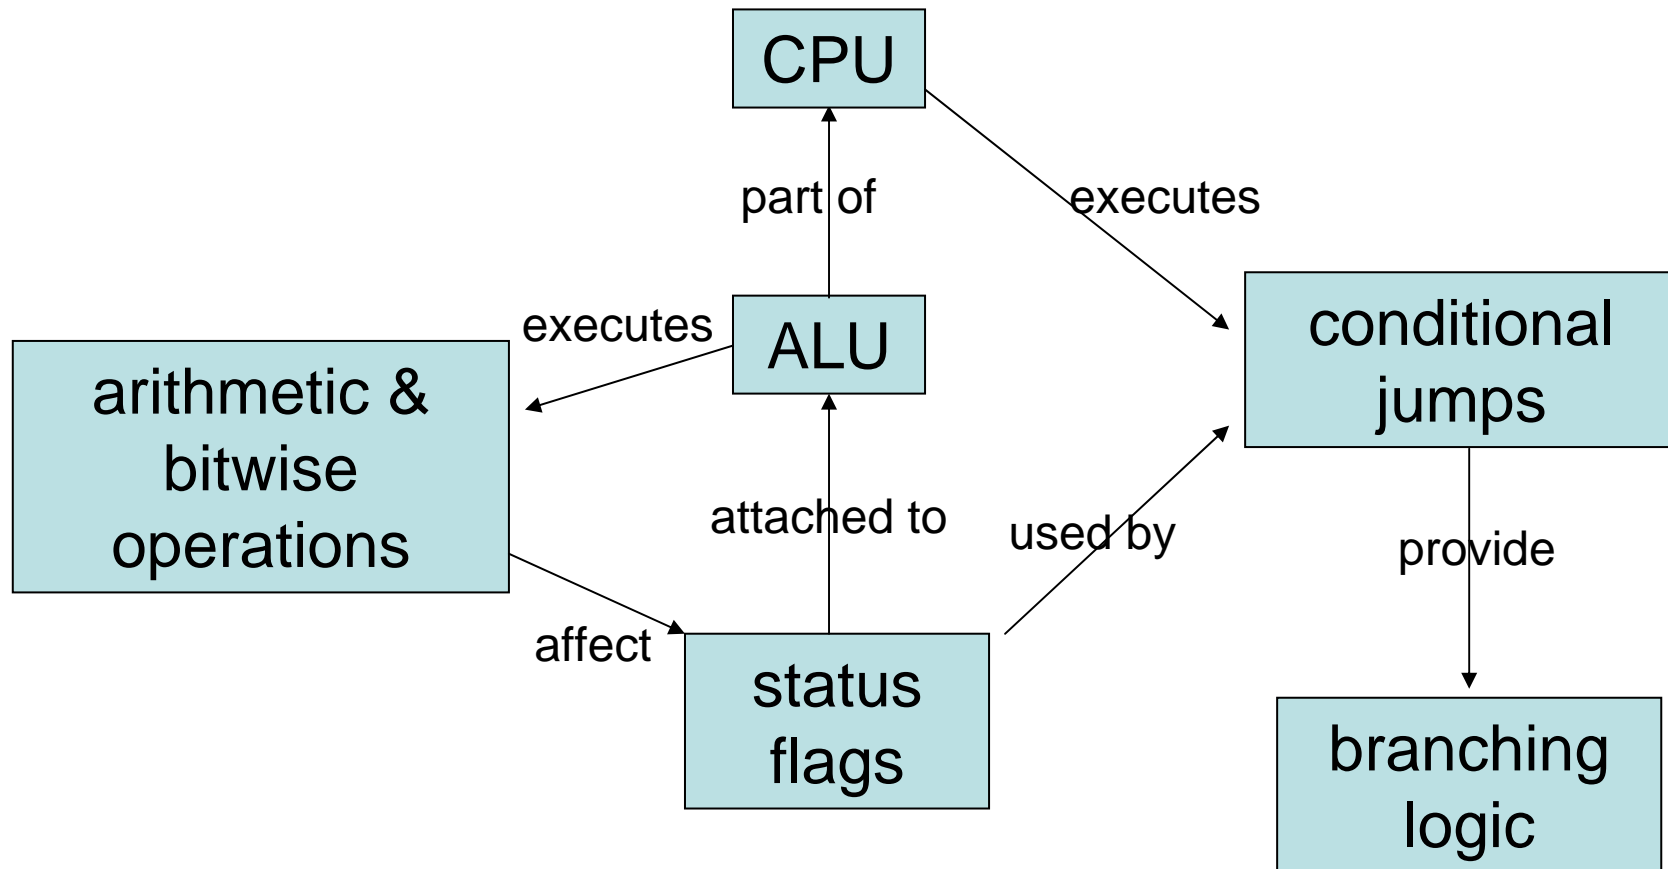 CPU
part of
executes
executes
ALU
conditional
jumps
arithmetic &
bitwise
operations
attached to
used by
provide
affect
status
flags
branching
logic